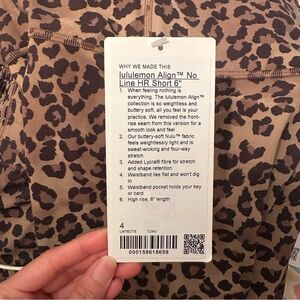 WHY WE MADE THIS
lululemon Align™ No
Line HR Short 6"
1. When feeling nothing is
everything. The lululemon Align™
collection is so weightless and
buttery soft, all you feel is your
practice. We removed the front-
rise seam from this version for a
smooth look and feel
2. Our buttery-soft Nulu™ fabric
feels weightlessly light and is
sweat-wicking and four-way
stretch
3. Added Lycra® fibre for stretch
and shape retention
4. Waistband lies flat and won't dig
in
5. Waistband pocket holds your key
or card
6. High rise, 6" length
4
000158618659